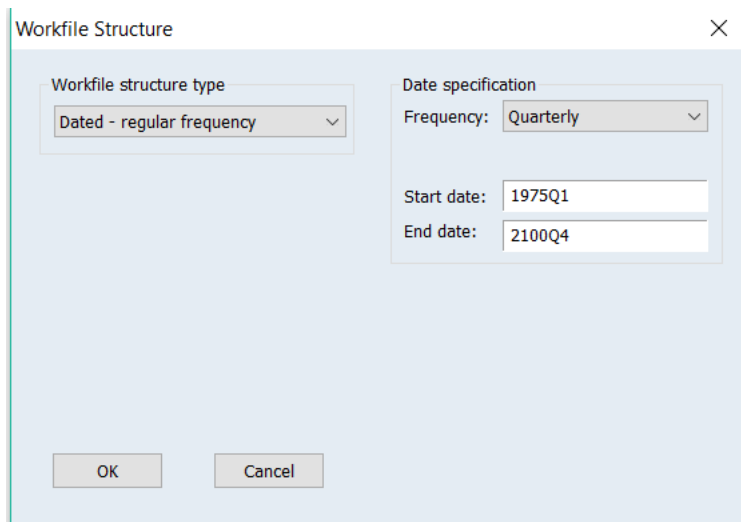 Workfile Structure
Workfile structure type
Dated - regular frequency
Date specification
Frequency: Quarterly
Start date: 1975Q1
End date: 2100Q4
OK
Cancel